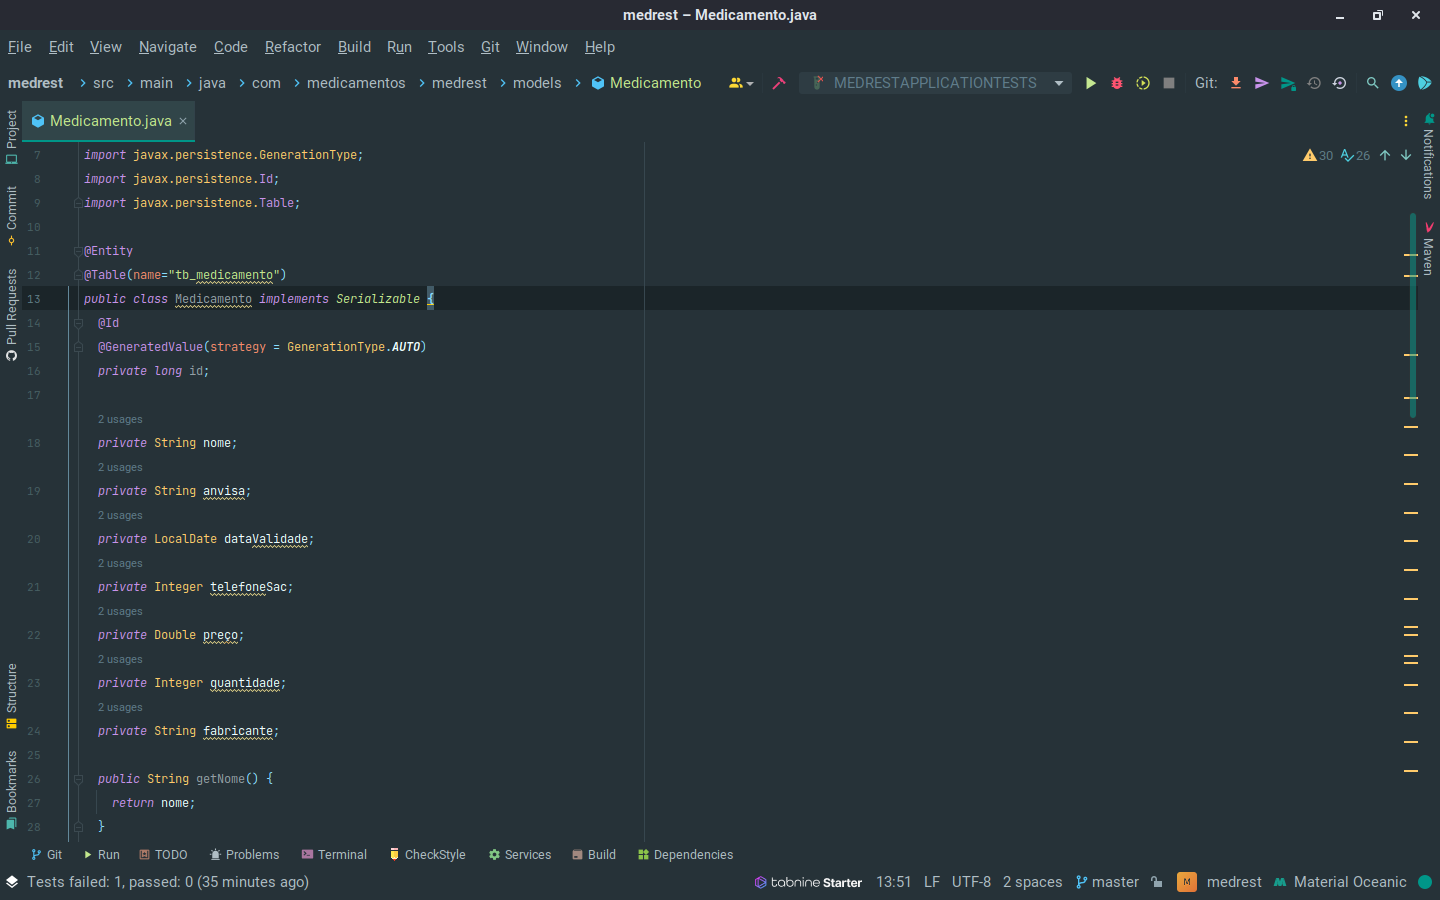 medrest – Medicamento.java
File Edit View Navigate Code Refactor Build Run Tools Git Window Help
medrest src main java com medicamentos medrest models Medicamento MEDRESTAPPLICATIONTESTS Git:
Medicamento.java
30 26
7 import javax.persistence.GenerationType;
8 import javax.persistence.Id;
9 import javax.persistence.Table;
10
11 @Entity
12 @Table(name="tb_medicamento")
13 public class Medicamento implements Serializable {
14 @Id
15 @GeneratedValue(strategy = GenerationType.AUTO)
16 private long id;
17
2 usages
18 private String nome;
2 usages
19 private String anvisa;
2 usages
20 private LocalDate dataValidade;
2 usages
21 private Integer telefoneSac;
2 usages
22 private Double preço;
2 usages
23 private Integer quantidade;
2 usages
24 private String fabricante;
25
26 public String getNome() {
27 return nome;
28 }
Project
Commit
Pull Requests
Structure
Bookmarks
Notifications
Maven
Git Run TODO Problems Terminal CheckStyle Services Build Dependencies
Tests failed: 1, passed: 0 (35 minutes ago) tabnine Starter 13:51 LF UTF-8 2 spaces master M medrest Material Oceanic